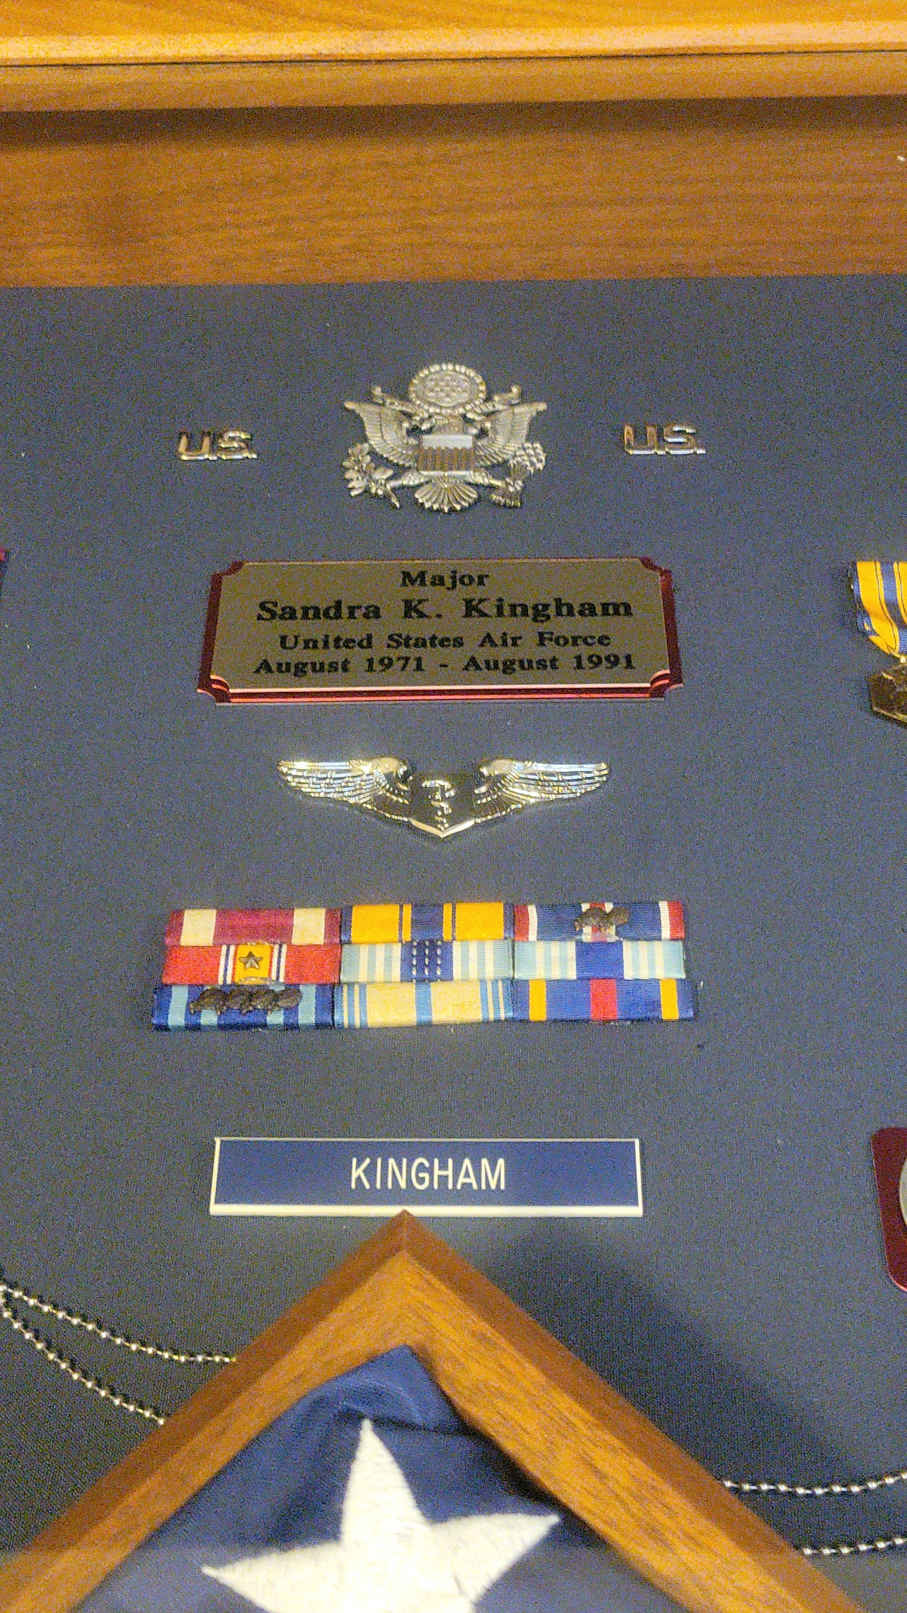 U.S. U.S.
Major
Sandra K. Kingham
United States Air Force
August 1971 - August 1991
KINGHAM